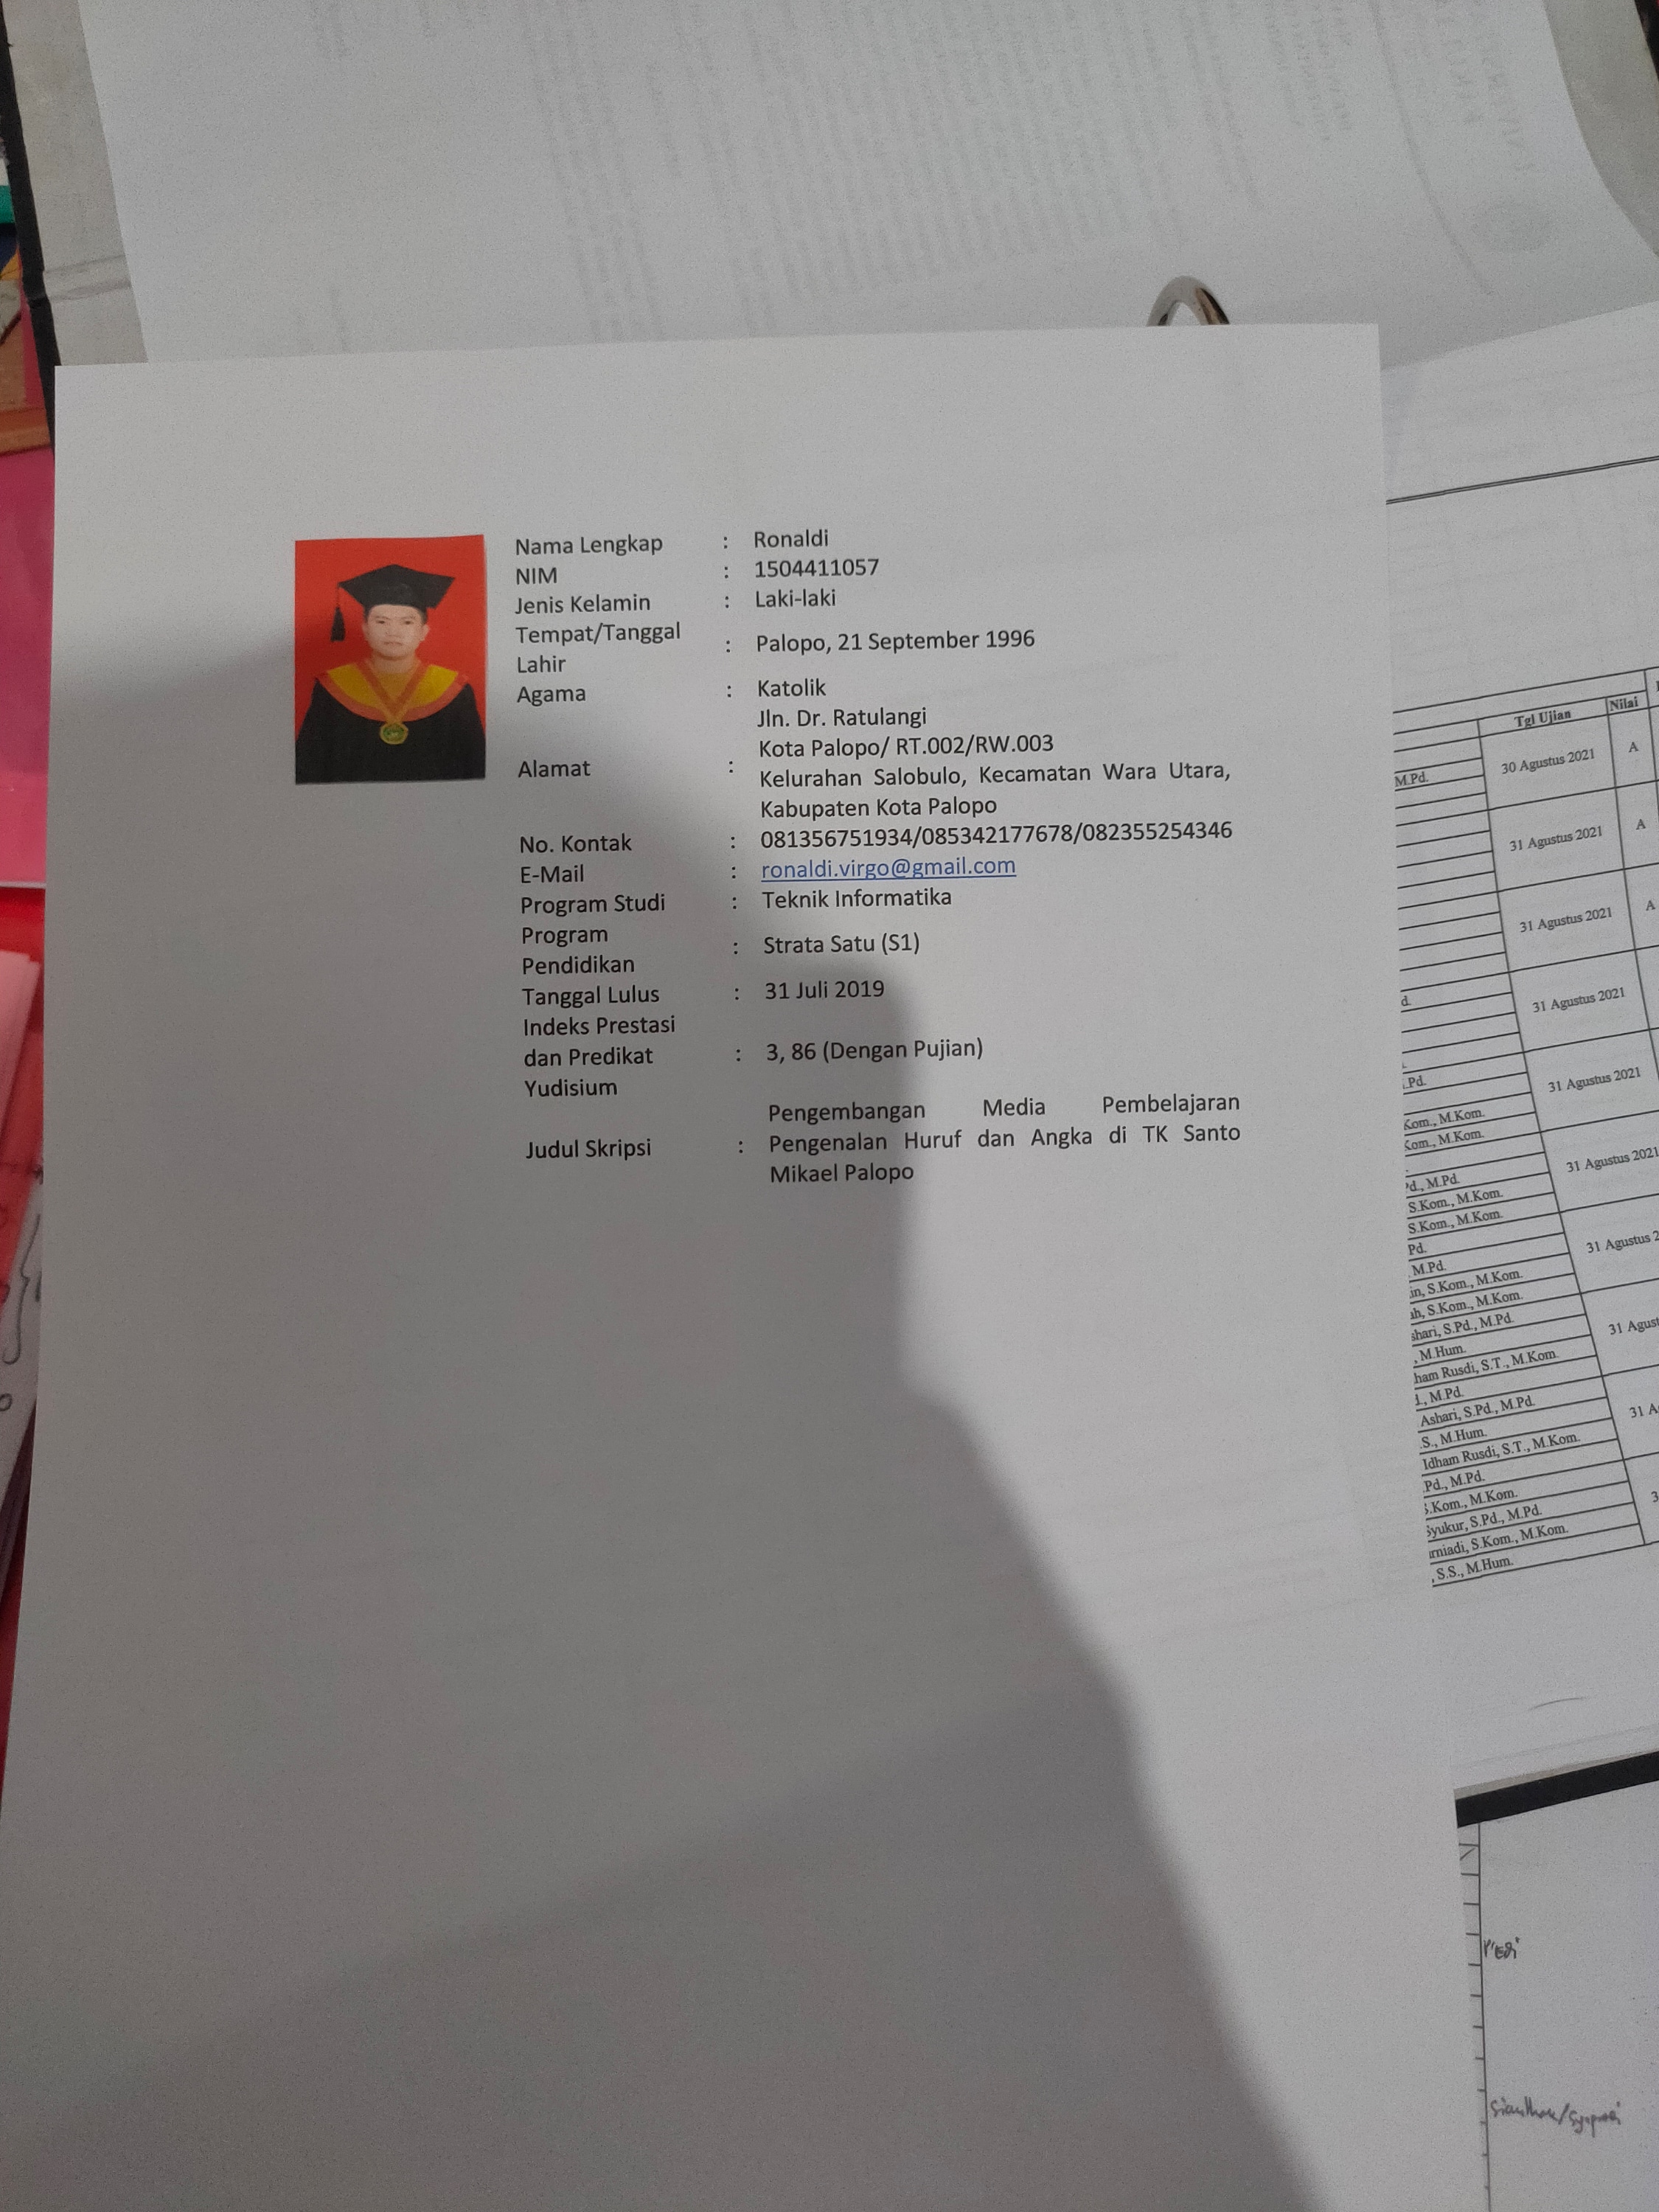 Nama Lengkap : Ronaldi
NIM : 1504411057
Jenis Kelamin : Laki-laki
Tempat/Tanggal
Lahir : Palopo, 21 September 1996
Agama : Katolik
Jln. Dr. Ratulangi
Kota Palopo/ RT.002/RW.003
Alamat : Kelurahan Salobulo, Kecamatan Wara Utara,
Kabupaten Kota Palopo
No. Kontak : 081356751934/085342177678/082355254346
E-Mail : ronaldi.virgo@gmail.com
Program Studi : Teknik Informatika
Program
Pendidikan : Strata Satu (S1)
Tanggal Lulus : 31 Juli 2019
Indeks Prestasi
dan Predikat : 3, 86 (Dengan Pujian)
Yudisium
Pengembangan Media Pembelajaran
Judul Skripsi : Pengenalan Huruf dan Angka di TK Santo
Mikael Palopo
Tgl Ujian Nilai
M.Pd. 30 Agustus 2021 A
31 Agustus 2021 A
31 Agustus 2021 A
d. 31 Agustus 2021
.Pd. 31 Agustus 2021
Kom., M.Kom.
Kom., M.Kom.
Pd., M.Pd. 31 Agustus 2021
S.Kom., M.Kom.
S.Kom., M.Kom.
Pd.
M.Pd. 31 Agustus 2
in, S.Kom., M.Kom.
ah, S.Kom., M.Kom.
shari, S.Pd., M.Pd.
, M.Hum. 31 Agust
ham Rusdi, S.T., M.Kom.
, M.Pd.
Ashari, S.Pd., M.Pd. 31 A
.S., M.Hum.
Idham Rusdi, S.T., M.Kom.
Pd., M.Pd.
.Kom., M.Kom. 3
Syukur, S.Pd., M.Pd.
rniadi, S.Kom., M.Kom.
, S.S., M.Hum.